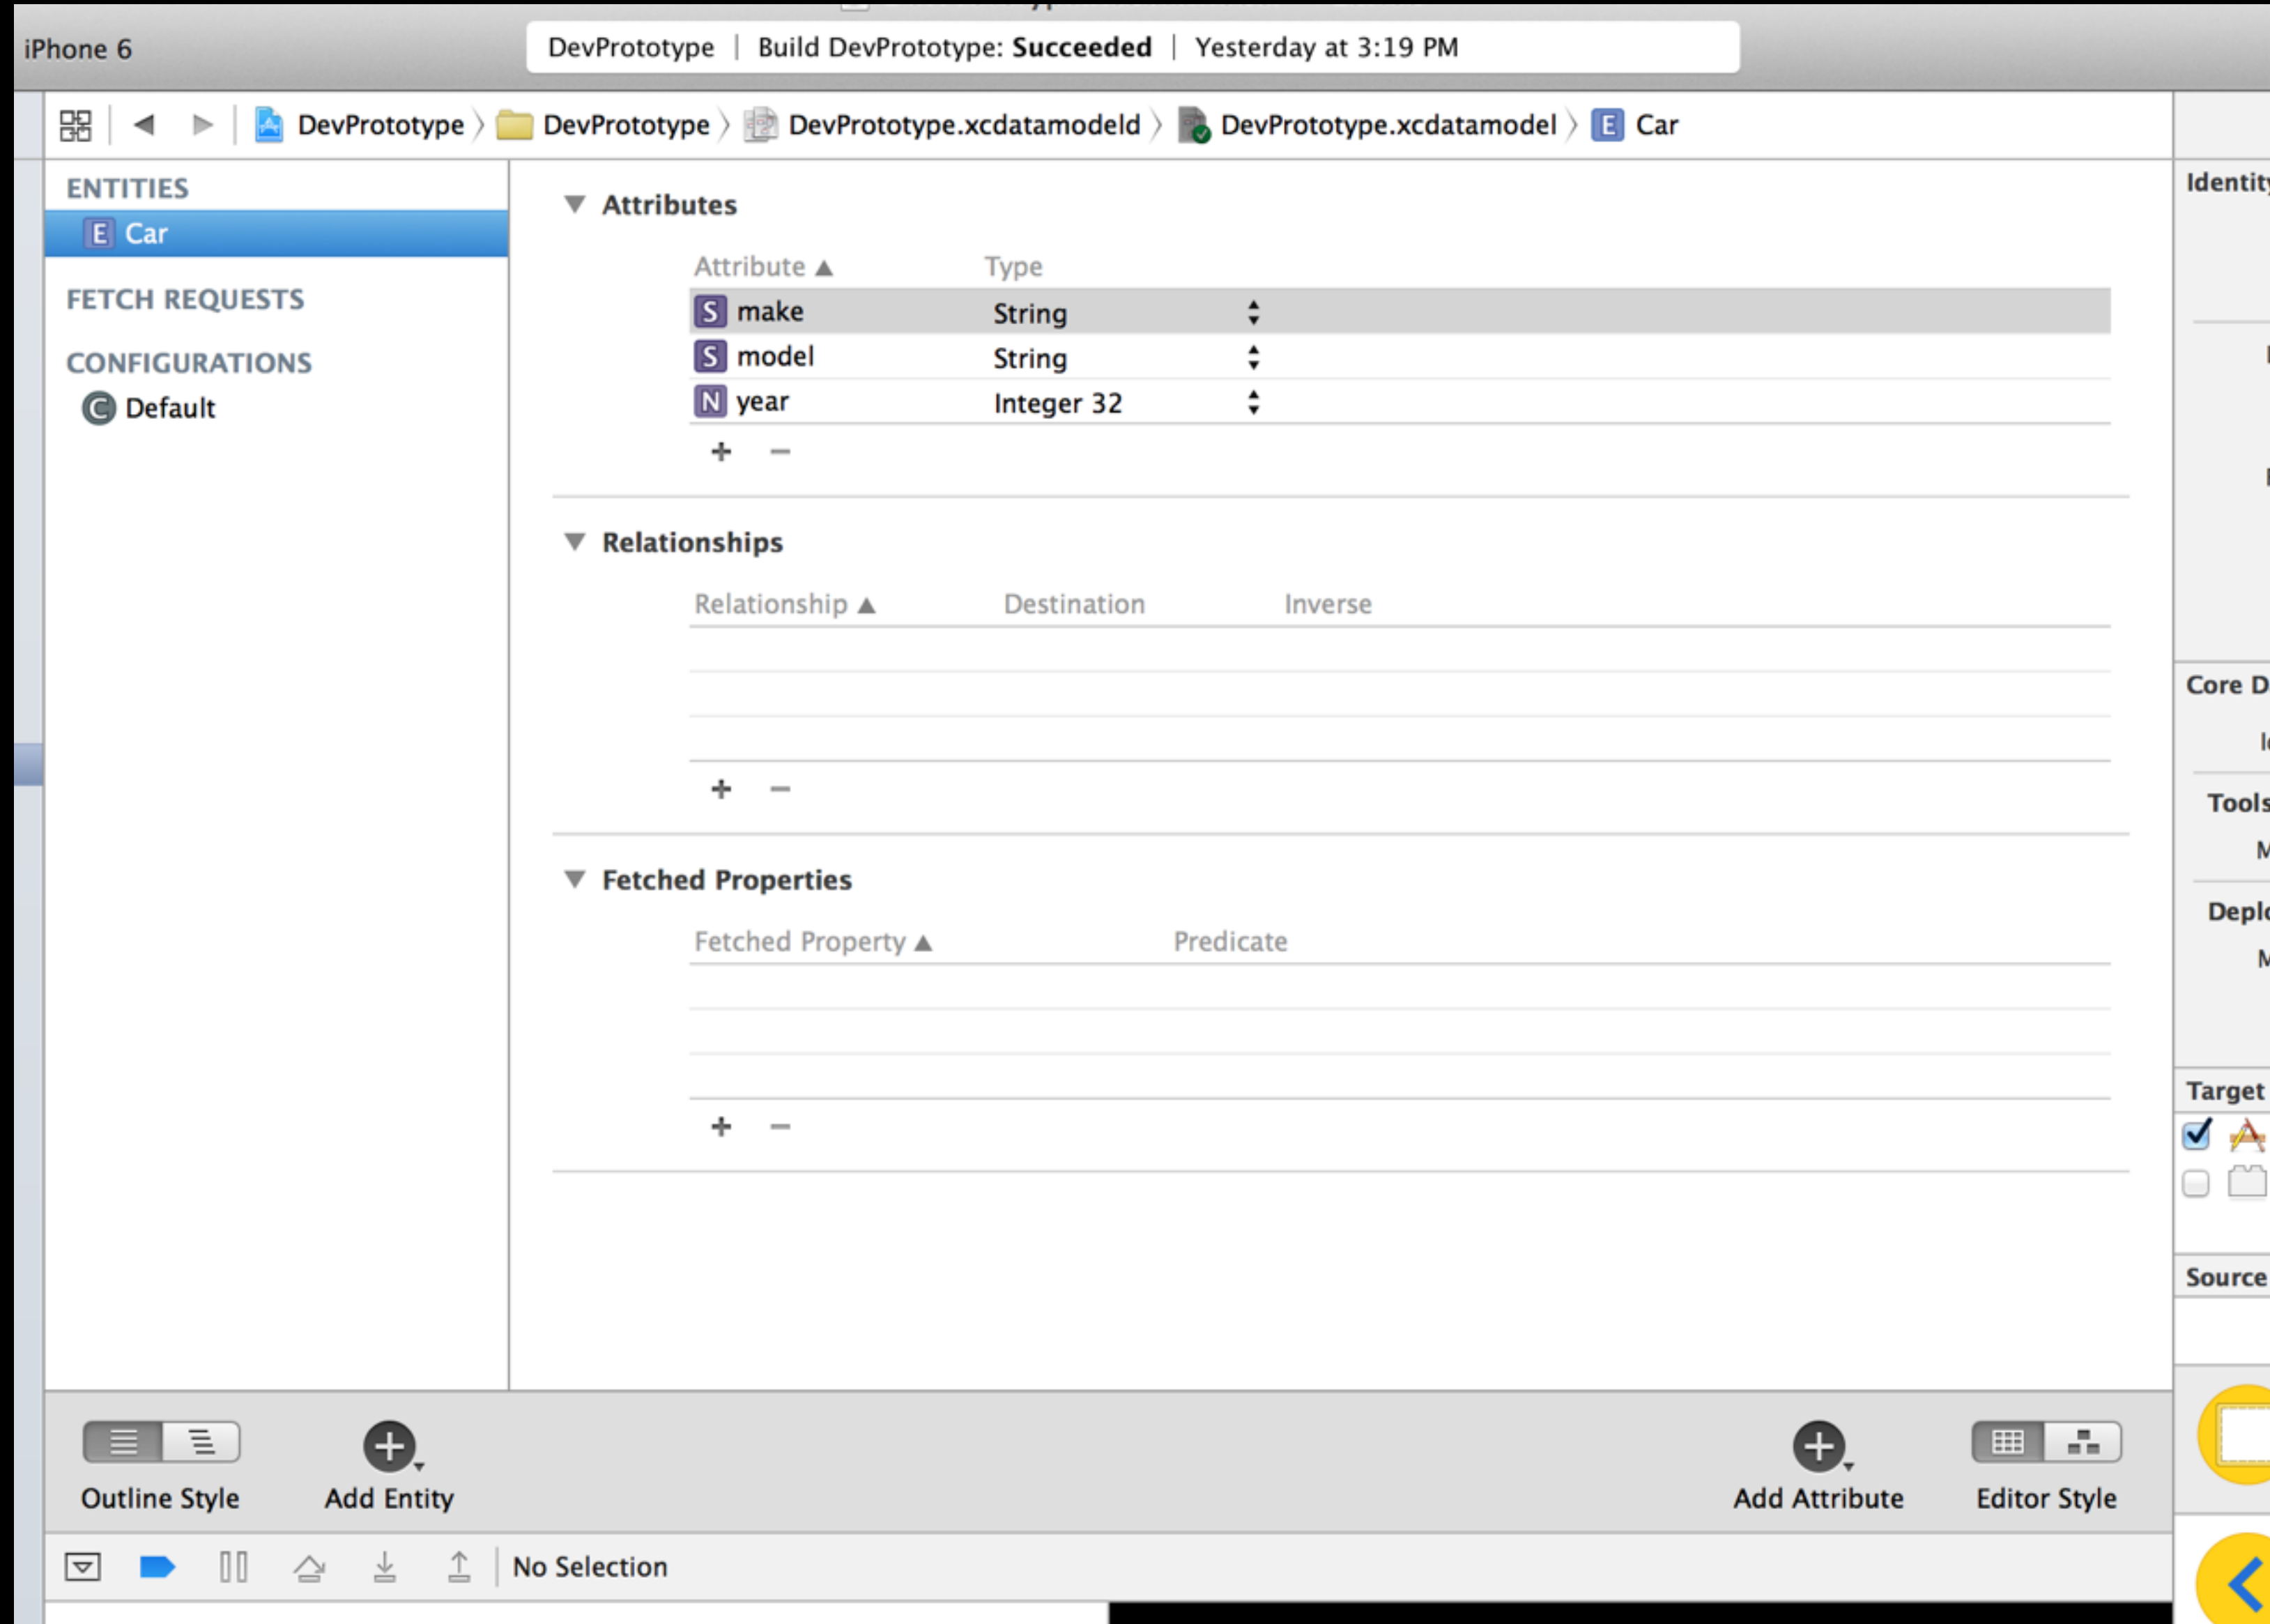 iPhone 6
DevPrototype | Build DevPrototype: Succeeded | Yesterday at 3:19 PM
DevPrototype DevPrototype DevPrototype.xcdatamodeld DevPrototype.xcdatamodel E Car
ENTITIES
E Car
FETCH REQUESTS
CONFIGURATIONS
C Default
Attributes
Attribute Type
S make String
S model String
N year Integer 32
Relationships
Relationship Destination Inverse
Fetched Properties
Fetched Property Predicate
Outline Style
Add Entity
Add Attribute
Editor Style
No Selection
Core D
Tools
Target
Source